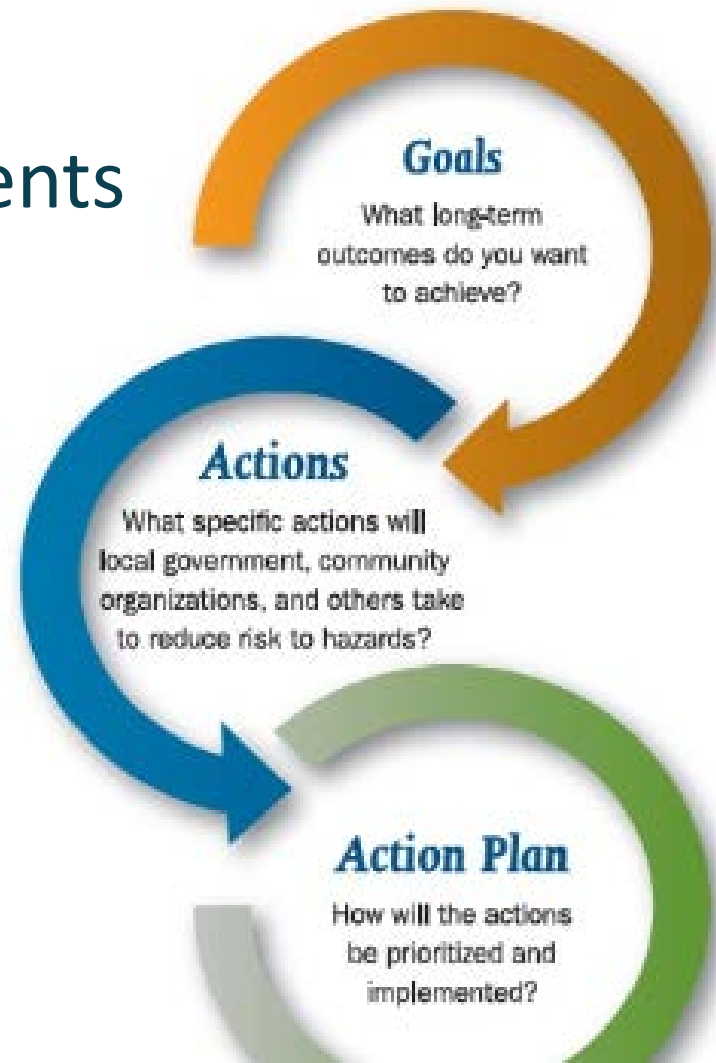 ents
Goals
What long-term
outcomes do you want
to achieve?
Actions
What specific actions will
local government, community
organizations, and others take
to reduce risk to hazards?
Action Plan
How will the actions
be prioritized and
implemented?